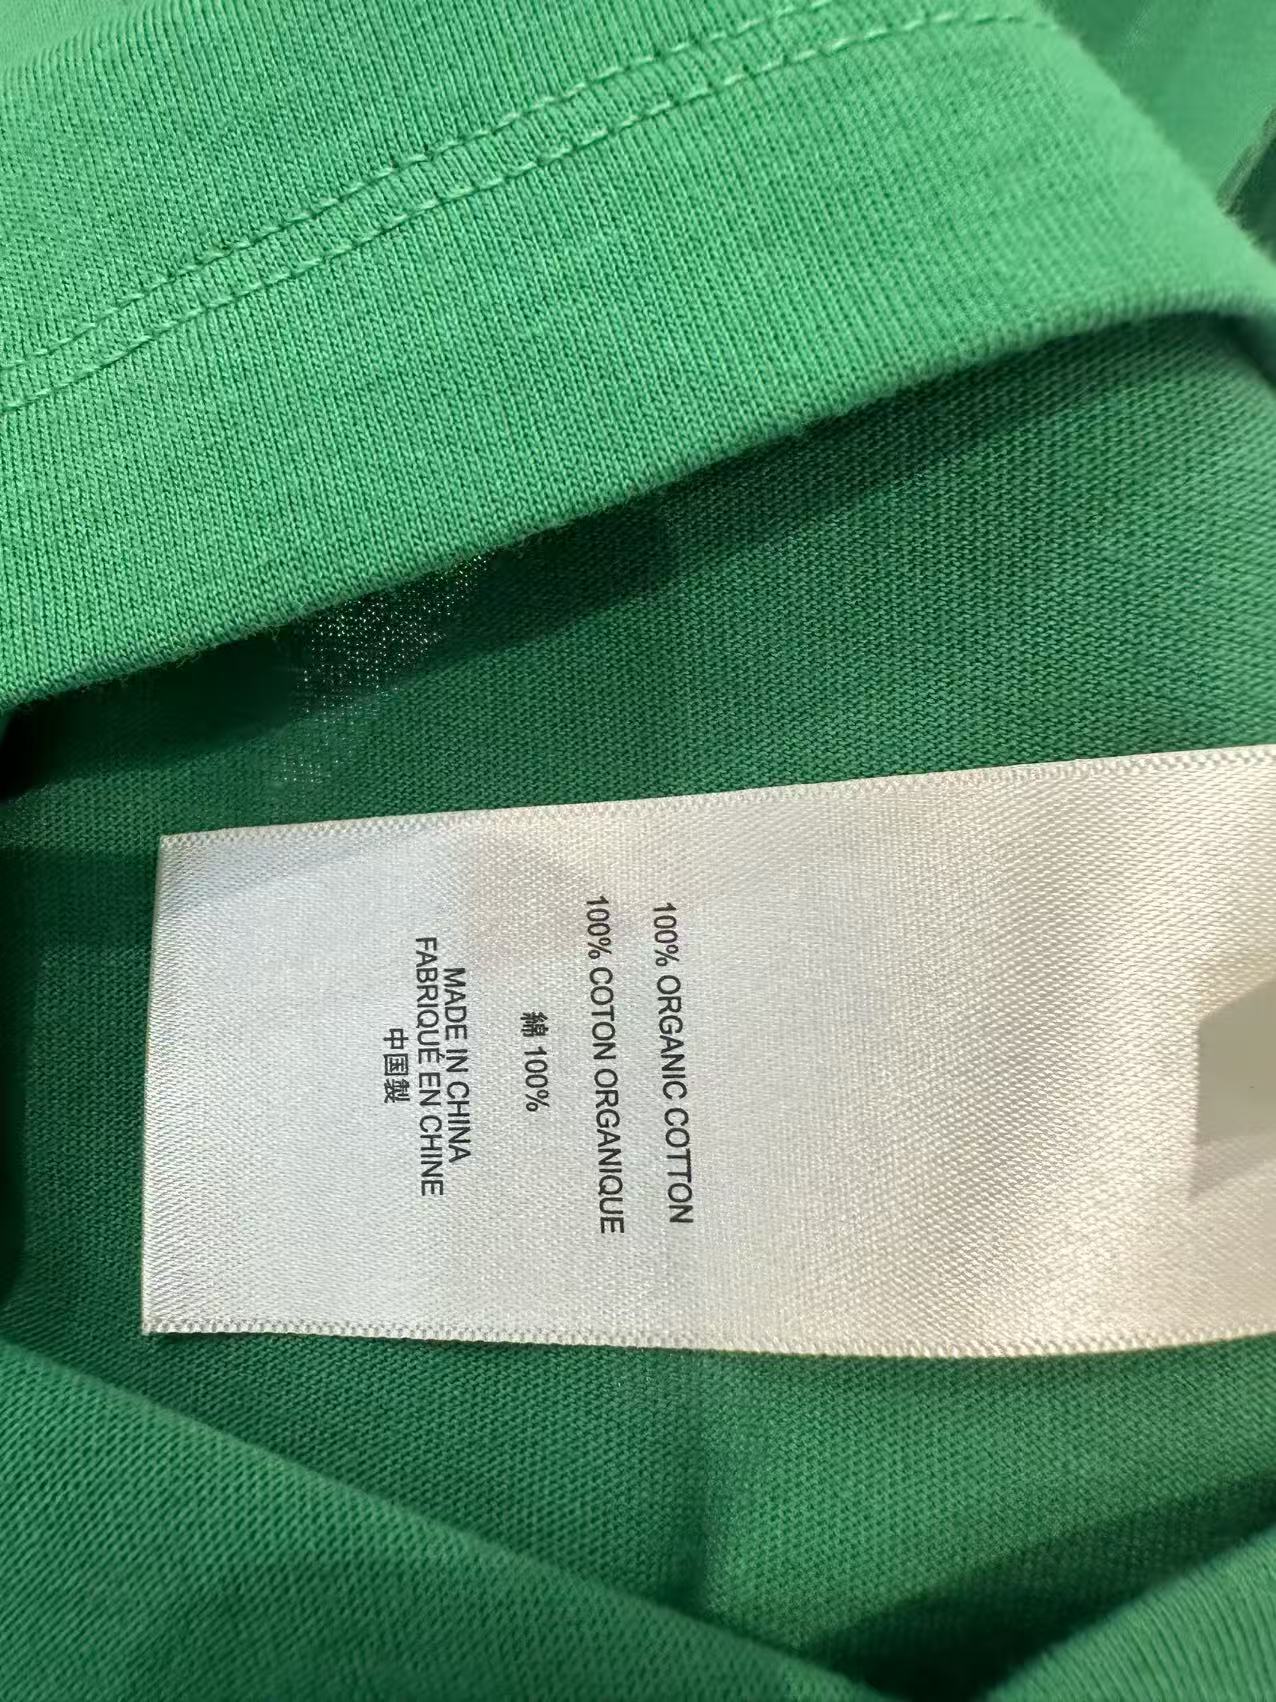 100% ORGANIC COTTON
100% COTON ORGANIQUE
綿 100%
MADE IN CHINA
FABRIQUÉ EN CHINE
中国製